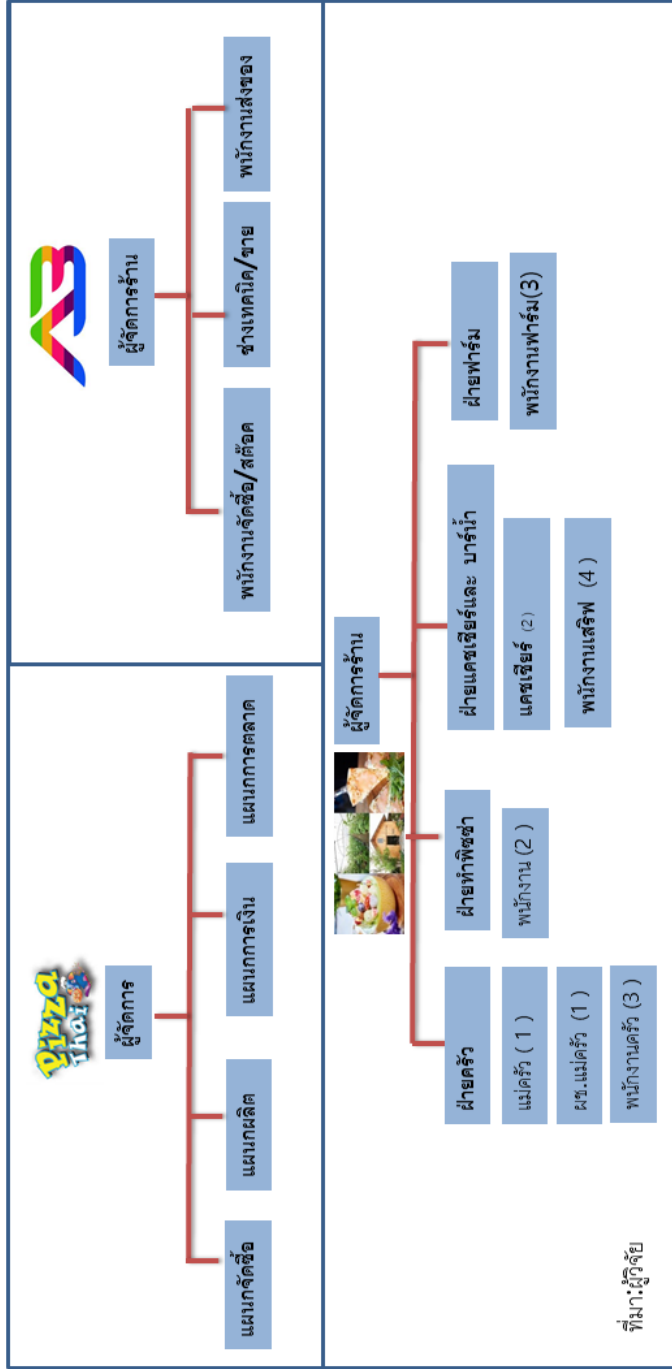 Pizza
Thai
ผู้จัดการ
แผนกจัดซื้อ
แผนกผลิต
แผนกการเงิน
แผนกการตลาด
AB
ผู้จัดการร้าน
พนักงานจัดซื้อ/สต๊อค
ช่างเทคนิค/ขาย
พนักงานส่งของ
ผู้จัดการร้าน
ฝ่ายครัว
แม่ครัว ( 1 )
ผช.แม่ครัว (1 )
พนักงานครัว (3 )
ฝ่ายทำพิซซ่า
พนักงาน (2 )
ฝ่ายแคชเชียร์และ บาร์น้ำ
แคชเชียร์ (2 )
พนักงานเสริฟ (4 )
ฝ่ายฟาร์ม
พนักงานฟาร์ม(3)
ที่มา:ผู้วิจัย